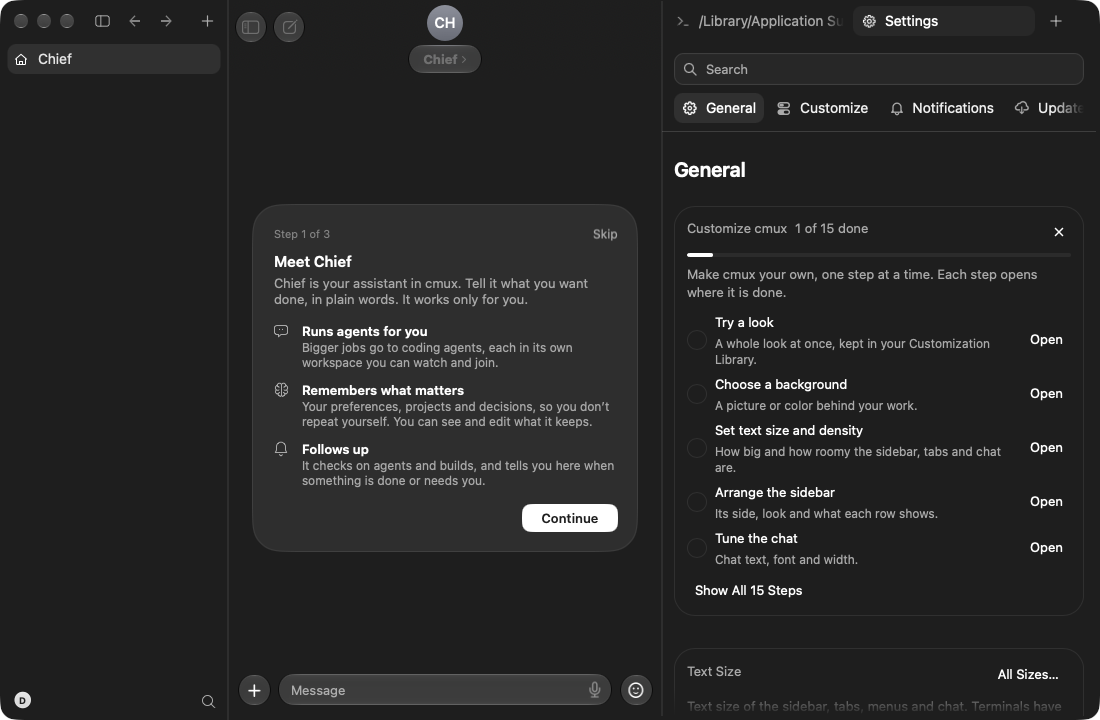 Chief
CH
Chief ›
/Library/Application Su
Settings
Search
General
Customize
Notifications
Update
General
Customize cmux 1 of 15 done
Make cmux your own, one step at a time. Each step opens
where it is done.
Try a look
A whole look at once, kept in your Customization
Library.
Open
Choose a background
A picture or color behind your work.
Open
Set text size and density
How big and how roomy the sidebar, tabs and chat
are.
Open
Arrange the sidebar
Its side, look and what each row shows.
Open
Tune the chat
Chat text, font and width.
Open
Show All 15 Steps
Text Size
All Sizes...
Text size of the sidebar, tabs, menus and chat. Terminals have
Step 1 of 3
Skip
Meet Chief
Chief is your assistant in cmux. Tell it what you want
done, in plain words. It works only for you.
Runs agents for you
Bigger jobs go to coding agents, each in its own
workspace you can watch and join.
Remembers what matters
Your preferences, projects and decisions, so you don't
repeat yourself. You can see and edit what it keeps.
Follows up
It checks on agents and builds, and tells you here when
something is done or needs you.
Continue
Message
D